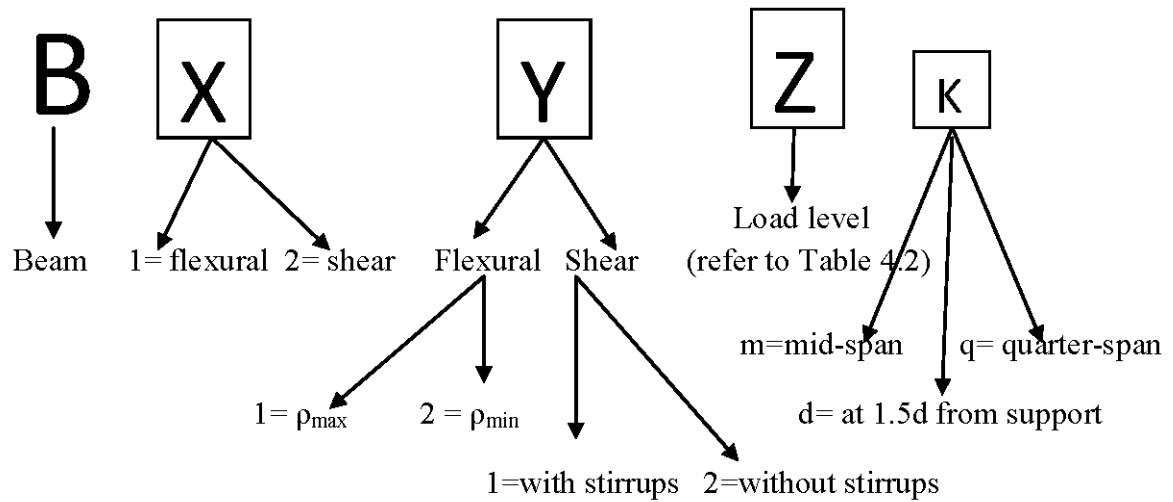 B X Y Z K
Load level
Beam 1= flexural 2= shear Flexural Shear (refer to Table 4.2)
m=mid-span q= quarter-span
1= ρmax 2 = ρmin d= at 1.5d from support
1=with stirrups 2=without stirrups